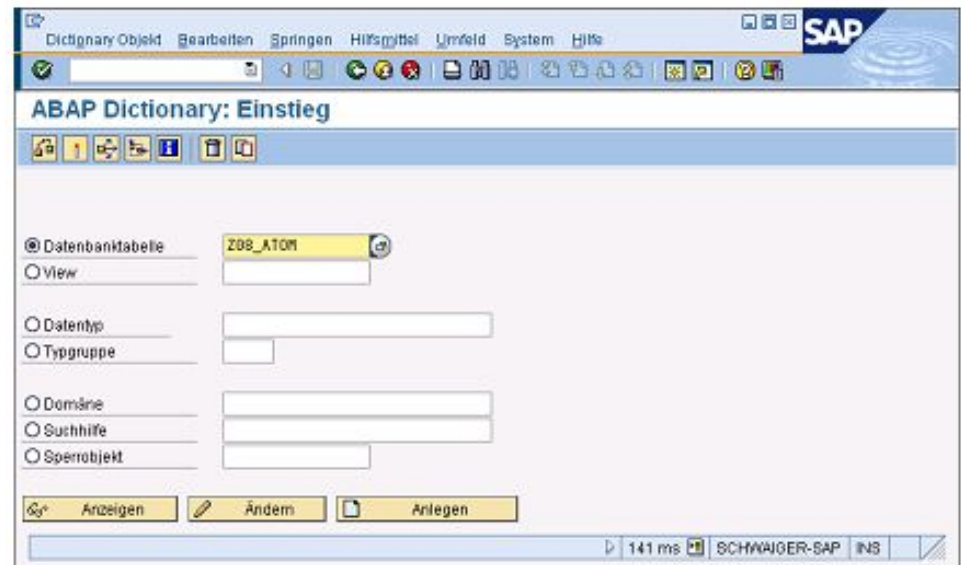 Dictionary Objekt Bearbeiten Springen Hilfsmittel Umfeld System Hilfe
SAP
ABAP Dictionary: Einstieg
Datenbanktabelle ZDB_ATOM
View
Datentyp
Typgruppe
Domäne
Suchhilfe
Sperrobjekt
Anzeigen Ändern Anlegen
141 ms SCHWAIGER-SAP INS